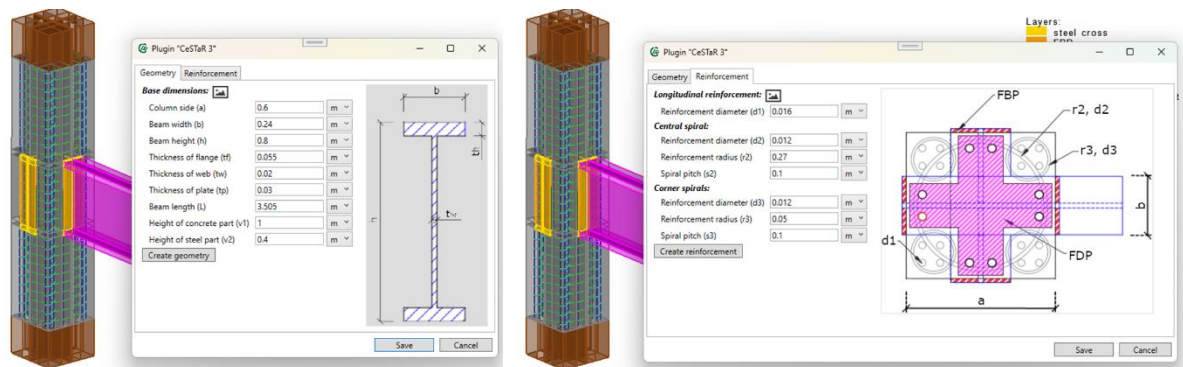 Plugin "CeSTaR 3"
Geometry Reinforcement
Base dimensions:
Column side (a) 0.6 m
Beam width (b) 0.24 m
Beam height (h) 0.8 m
Thickness of flange (tf) 0.055 m
Thickness of web (tw) 0.02 m
Thickness of plate (tp) 0.03 m
Beam length (L) 3.505 m
Height of concrete part (v1) 1 m
Height of steel part (v2) 0.4 m
Create geometry
b
th
tw
Save Cancel
Layers:
steel cross
Plugin "CeSTaR 3"
Geometry Reinforcement
Longitudinal reinforcement:
Reinforcement diameter (d1) 0.016 m
Central spiral:
Reinforcement diameter (d2) 0.012 m
Reinforcement radius (r2) 0.27 m
Spiral pitch (s2) 0.1 m
Corner spirals:
Reinforcement diameter (d3) 0.012 m
Reinforcement radius (r3) 0.05 m
Spiral pitch (s3) 0.1 m
Create reinforcement
FBP
r2, d2
r3, d3
b
d1
FDP
a
Save Cancel